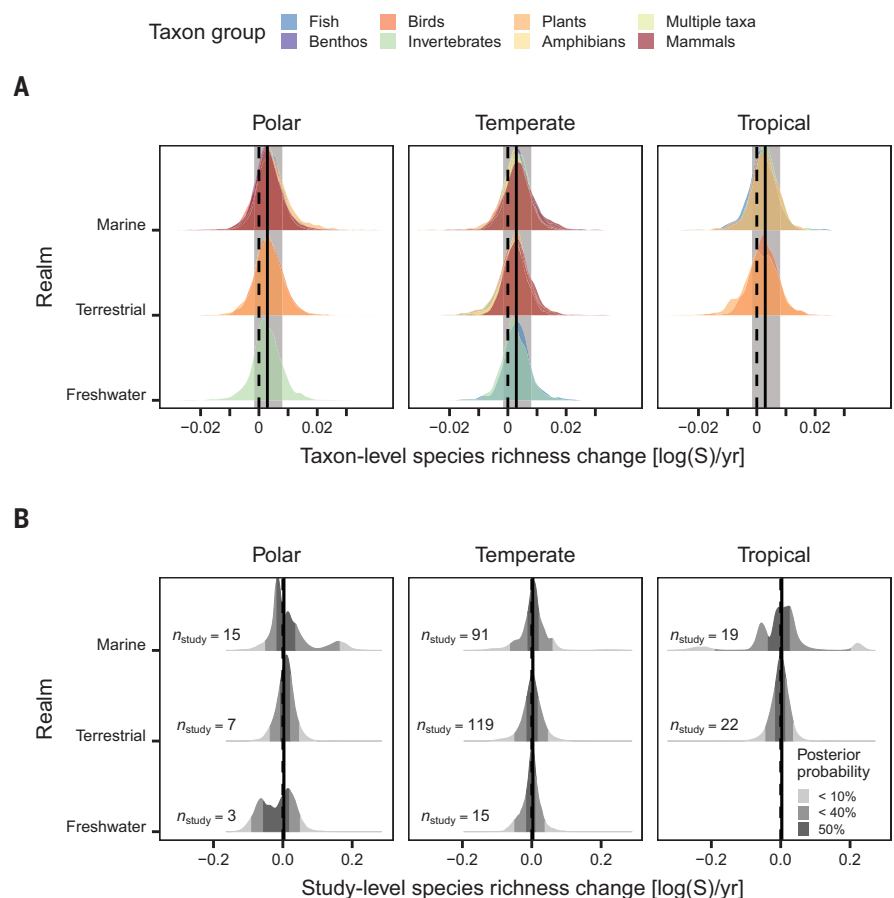 Taxon group Fish Birds Plants Multiple taxa
Benthos Invertebrates Amphibians Mammals
A
Polar Temperate Tropical
Realm
Marine
Terrestrial
Freshwater
−0.02 0 0.02 −0.02 0 0.02 −0.02 0 0.02
Taxon-level species richness change [log(S)/yr]
B
Polar Temperate Tropical
Realm
Marine
nstudy = 15 nstudy = 91 nstudy = 19
Terrestrial
nstudy = 7 nstudy = 119 nstudy = 22
Freshwater
nstudy = 3 nstudy = 15
Posterior
probability
< 10%
< 40%
50%
−0.2 0.0 0.2 −0.2 0.0 0.2 −0.2 0.0 0.2
Study-level species richness change [log(S)/yr]